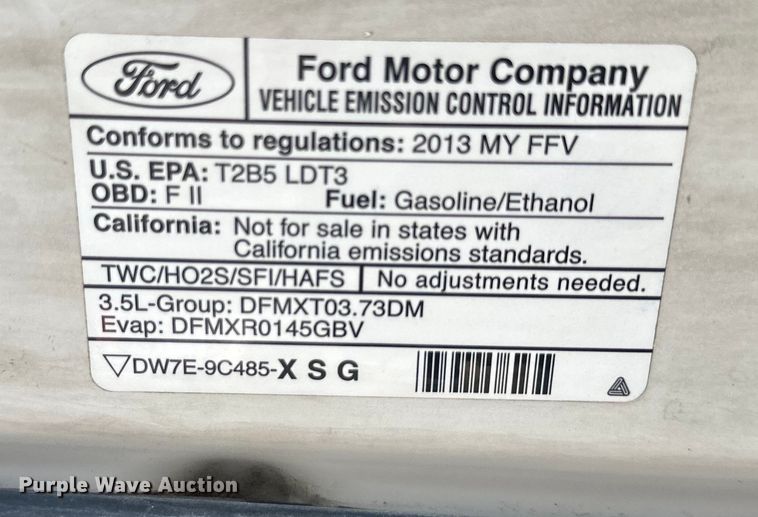 Ford
Ford Motor Company
VEHICLE EMISSION CONTROL INFORMATION
Conforms to regulations: 2013 MY FFV
U.S. EPA: T2B5 LDT3
OBD: F II Fuel: Gasoline/Ethanol
California: Not for sale in states with
California emissions standards.
TWC/HO2S/SFI/HAFS No adjustments needed.
3.5L-Group: DFMXT03.73DM
Evap: DFMXR0145GBV
▽DW7E-9C485-X S G
Purple Wave Auction